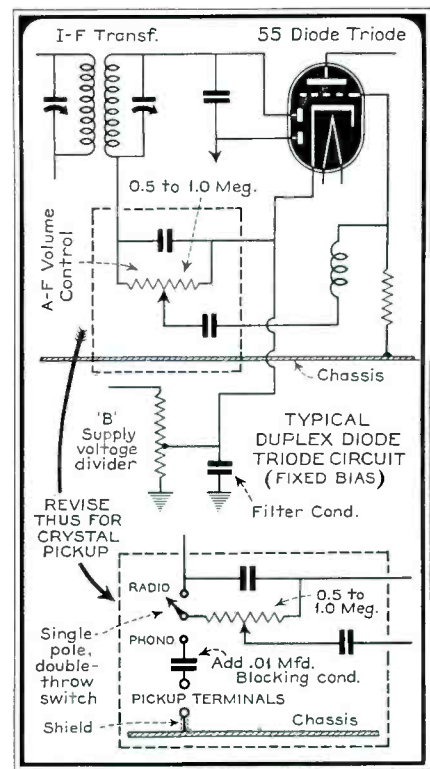 I-F Transf.
55 Diode Triode
0.5 to 1.0 Meg.
A-F Volume
Control
Chassis
'B'
Supply
voltage
divider
TYPICAL
DUPLEX DIODE
TRIODE CIRCUIT
(FIXED BIAS)
Filter Cond.
REVISE
THUS FOR
CRYSTAL
PICKUP
RADIO
0.5 to
1.0 Meg.
Single-
pole,
double-
throw
switch
PHONO
Add .01 Mfd.
Blocking cond.
PICKUP TERMINALS
Shield
Chassis